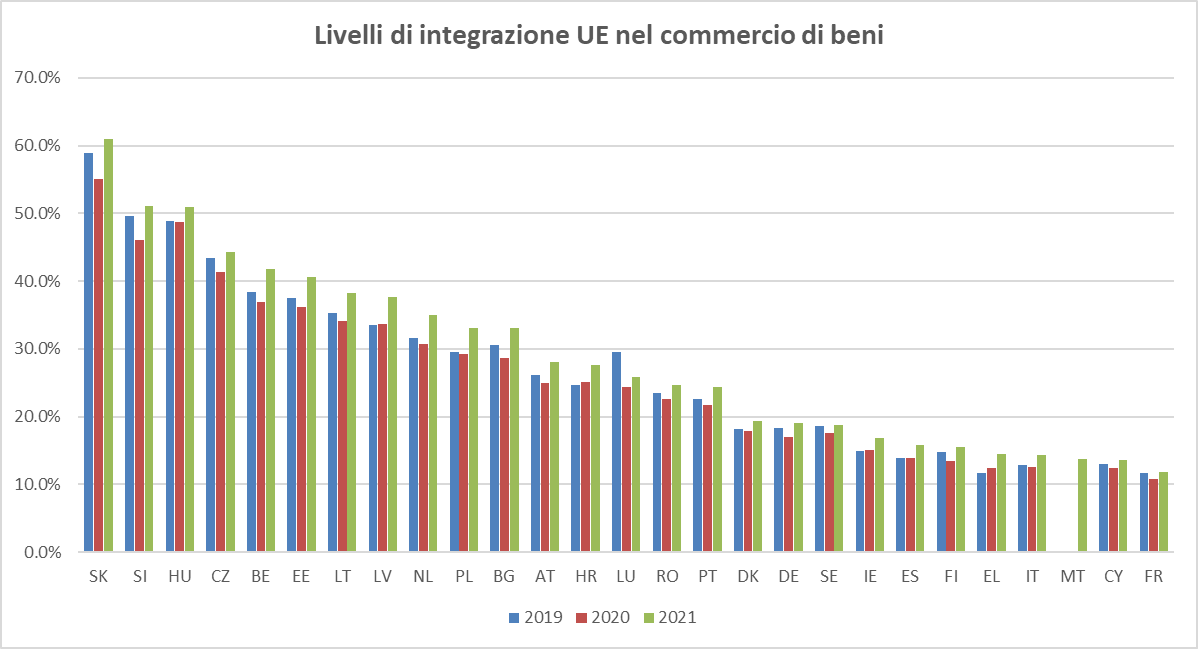 Livelli di integrazione UE nel commercio di beni
70.0%
60.0%
50.0%
40.0%
30.0%
20.0%
10.0%
0.0%
SK SI HU CZ BE EE LT LV NL PL BG AT HR LU RO PT DK DE SE IE ES FI EL IT MT CY FR
2019 2020 2021